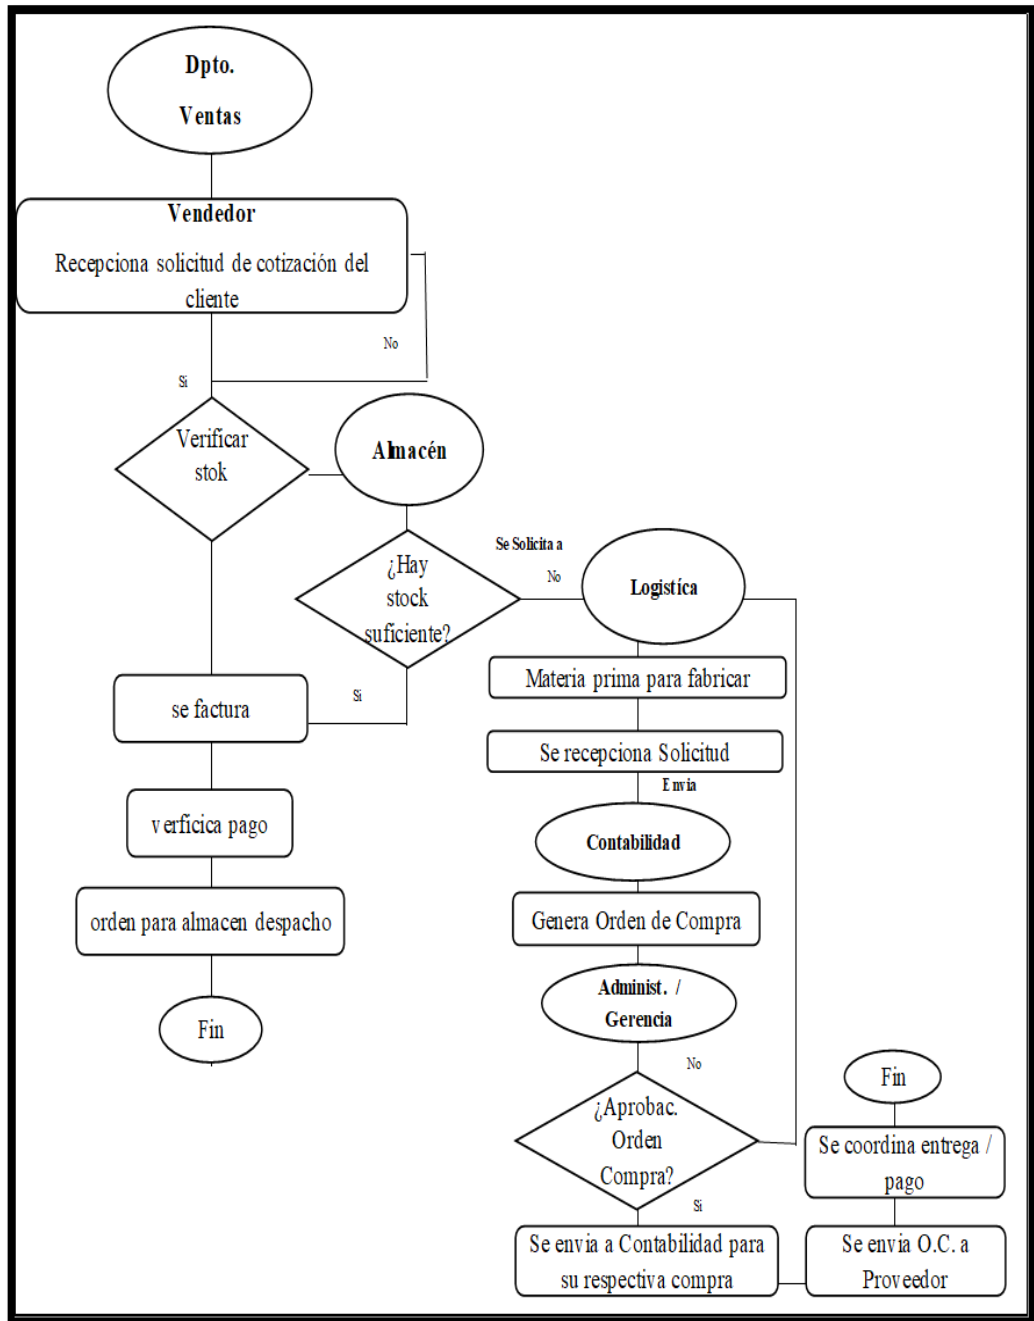 Dpto.
Ventas
Vendedor
Recepciona solicitud de cotización del
cliente
No
Si
Verificar
stok
Almacén
¿Hay
stock
suficiente?
Se Solicita a
No
Logistíca
Materia prima para fabricar
Si
se factura
Se recepciona Solicitud
Envia
verfícica pago
Contabilidad
orden para almacen despacho
Genera Orden de Compra
Administ. /
Gerencia
Fin
No
¿Aprobac.
Orden
Compra?
Si
Fin
Se coordina entrega /
pago
Se envia a Contabilidad para
su respectiva compra
Se envia O.C. a
Proveedor